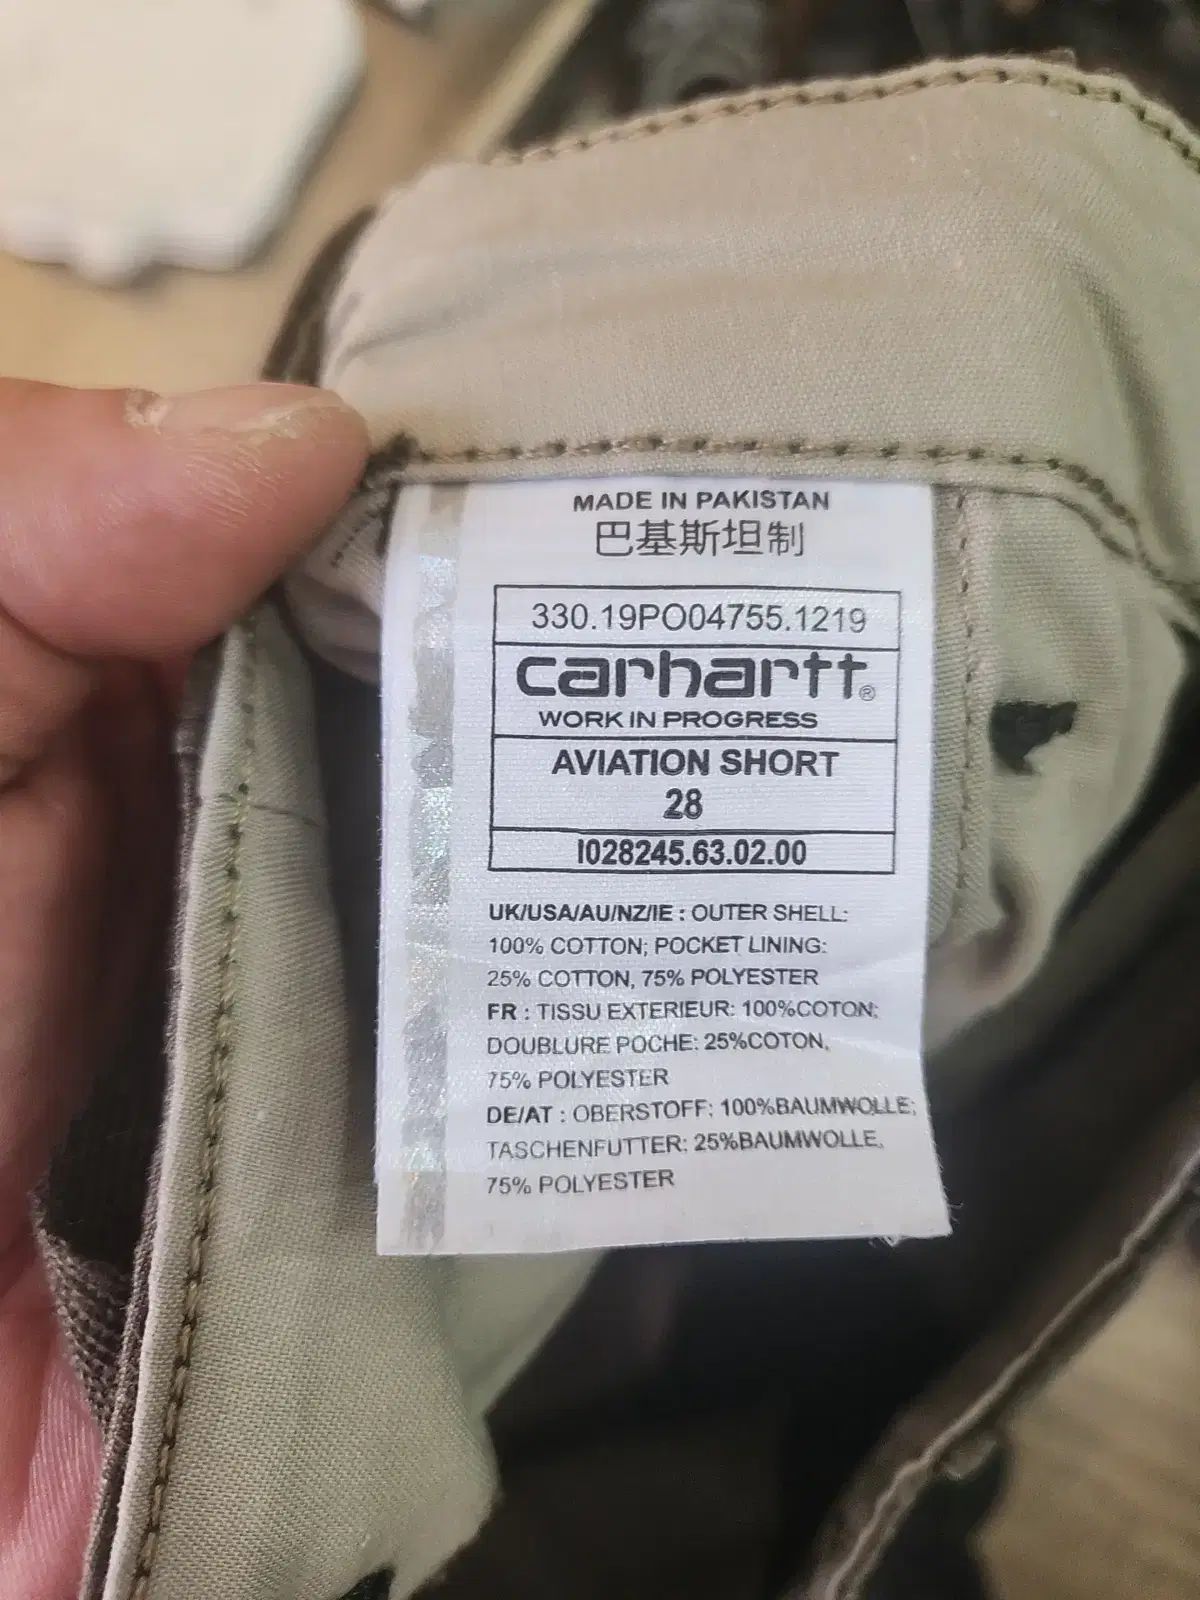 MADE IN PAKISTAN
巴基斯坦制
330.19PO04755.1219
carhartt®
WORK IN PROGRESS
AVIATION SHORT
28
I028245.63.02.00
UK/USA/AU/NZ/IE : OUTER SHELL:
100% COTTON; POCKET LINING:
25% COTTON, 75% POLYESTER
FR : TISSU EXTERIEUR: 100%COTON;
DOUBLURE POCHE: 25%COTON,
75% POLYESTER
DE/AT : OBERSTOFF: 100%BAUMWOLLE;
TASCHENFUTTER: 25%BAUMWOLLE,
75% POLYESTER